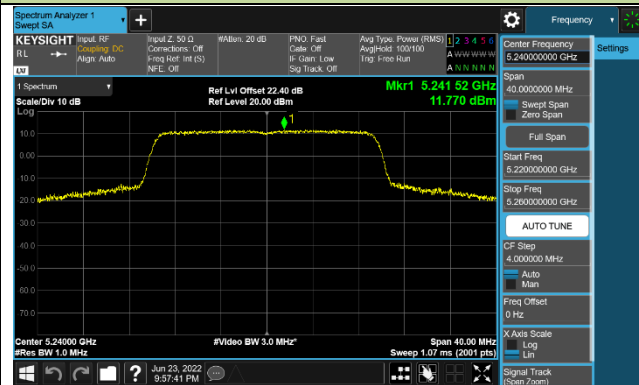 Spectrum Analyzer 1
Swept SA
Frequency
KEYSIGHT
RL
LXI
Input: RF
Coupling: DC
Align: Auto
Input Z: 50 Ω
Corrections: Off
Freq Ref: Int (S)
NFE: Off
#Atten: 20 dB
PNO: Fast
Gate: Off
IF Gain: Low
Sig Track: Off
Avg Type: Power (RMS)
Avg|Hold: 100/100
Trig: Free Run
1 2 3 4 5 6
A W W W W W
A N N N N N
1 Spectrum
Scale/Div 10 dB
Log
Ref Lvl Offset 22.40 dB
Ref Level 20.00 dBm
Mkr1 5.241 52 GHz
11.770 dBm
1
10.0
0.00
-10.0
-20.0
-30.0
-40.0
-50.0
-60.0
-70.0
Center 5.24000 GHz
#Res BW 1.0 MHz
#Video BW 3.0 MHz*
Span 40.00 MHz
Sweep 1.07 ms (2001 pts)
Center Frequency
5.240000000 GHz
Settings
Span
40.0000000 MHz
Swept Span
Zero Span
Full Span
Start Freq
5.220000000 GHz
Stop Freq
5.260000000 GHz
AUTO TUNE
CF Step
4.000000 MHz
Auto
Man
Freq Offset
0 Hz
X Axis Scale
Log
Lin
Signal Track
(Span Zoom)
?
Jun 23, 2022
9:57:41 PM